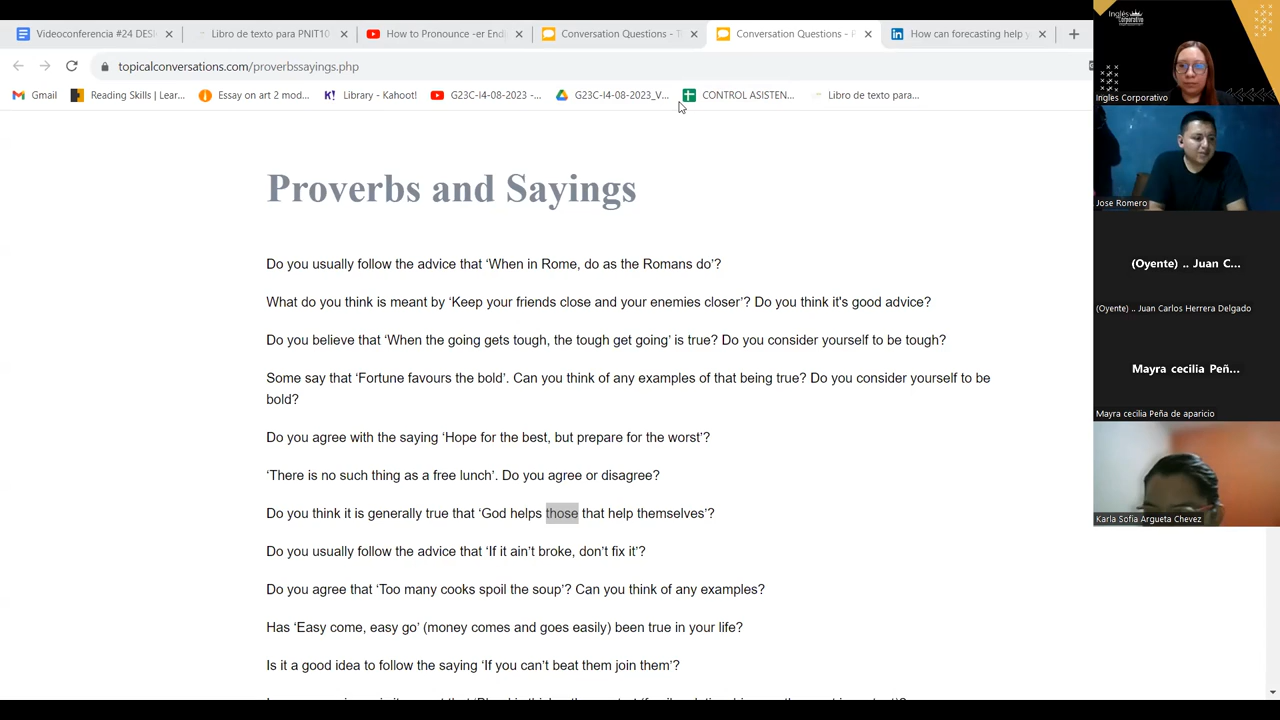 Videoconferencia #24 DESI
Libro de texto para PNIT10
How to Pronounce -er Endi
Conversation Questions - T
Conversation Questions - P
How can forecasting help y
topicalconversations.com/proverbssayings.php
Gmail
Reading Skills | Lear...
Essay on art 2 mod...
Library - Kano...
G23C-I4-08-2023 -...
G23C-I4-08-2023_V...
CONTROL ASISTEN...
Libro de texto para...
Proverbs and Sayings
Do you usually follow the advice that ‘When in Rome, do as the Romans do’?
What do you think is meant by ‘Keep your friends close and your enemies closer’? Do you think it's good advice?
Do you believe that ‘When the going gets tough, the tough get going’ is true? Do you consider yourself to be tough?
Some say that ‘Fortune favours the bold’. Can you think of any examples of that being true? Do you consider yourself to be
bold?
Do you agree with the saying ‘Hope for the best, but prepare for the worst’?
‘There is no such thing as a free lunch’. Do you agree or disagree?
Do you think it is generally true that ‘God helps those that help themselves’?
Do you usually follow the advice that ‘If it ain’t broke, don’t fix it’?
Do you agree that ‘Too many cooks spoil the soup’? Can you think of any examples?
Has ‘Easy come, easy go’ (money comes and goes easily) been true in your life?
Is it a good idea to follow the saying ‘If you can’t beat them join them’?
Inglés
Corporativo
Ingles Corporativo
Jose Romero
(Oyente) .. Juan C...
(Oyente) .. Juan Carlos Herrera Delgado
Mayra cecilia Peñ...
Mayra cecilia Peña de aparicio
Karla Sofia Argueta Chevez